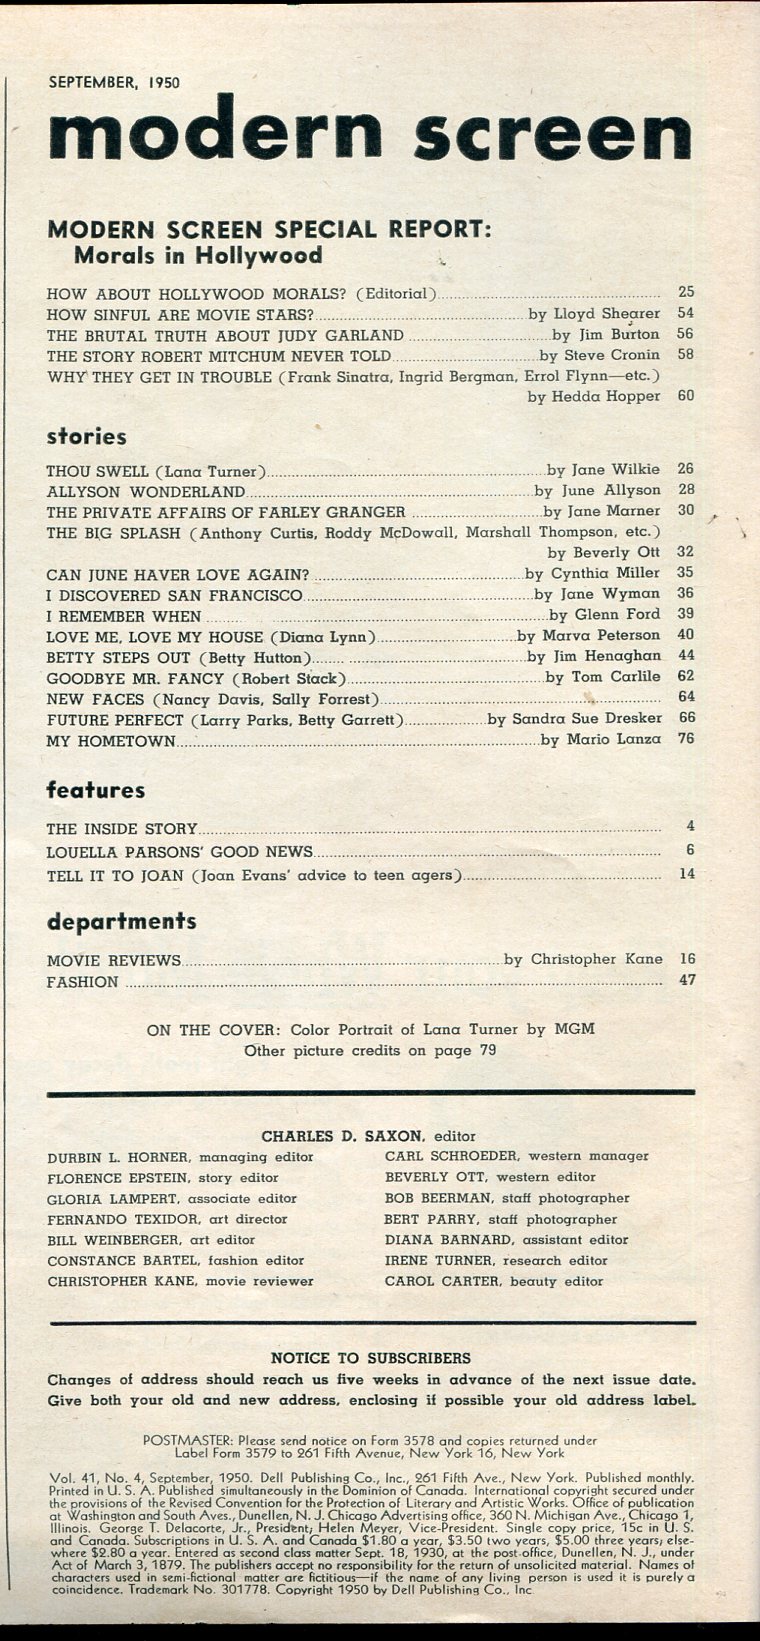 SEPTEMBER, 1950
modern screen
MODERN SCREEN SPECIAL REPORT:
Morals in Hollywood
HOW ABOUT HOLLYWOOD MORALS? (Editorial) 25
HOW SINFUL ARE MOVIE STARS? by Lloyd Shearer 54
THE BRUTAL TRUTH ABOUT JUDY GARLAND by Jim Burton 56
THE STORY ROBERT MITCHUM NEVER TOLD by Steve Cronin 58
WHY THEY GET IN TROUBLE (Frank Sinatra, Ingrid Bergman, Errol Flynn—etc.)
by Hedda Hopper 60
stories
THOU SWELL (Lana Turner) by Jane Wilkie 26
ALLYSON WONDERLAND by June Allyson 28
THE PRIVATE AFFAIRS OF FARLEY GRANGER by Jane Marner 30
THE BIG SPLASH (Anthony Curtis, Roddy McDowall, Marshall Thompson, etc.)
by Beverly Ott 32
CAN JUNE HAVER LOVE AGAIN? by Cynthia Miller 35
I DISCOVERED SAN FRANCISCO by Jane Wyman 36
I REMEMBER WHEN by Glenn Ford 39
LOVE ME, LOVE MY HOUSE (Diana Lynn) by Marva Peterson 40
BETTY STEPS OUT (Betty Hutton) by Jim Henaghan 44
GOODBYE MR. FANCY (Robert Stack) by Tom Carlile 62
NEW FACES (Nancy Davis, Sally Forrest) 64
FUTURE PERFECT (Larry Parks, Betty Garrett) by Sandra Sue Dresker 66
MY HOMETOWN by Mario Lanza 76
features
THE INSIDE STORY 4
LOUELLA PARSONS' GOOD NEWS 6
TELL IT TO JOAN (Joan Evans' advice to teen agers) 14
departments
MOVIE REVIEWS by Christopher Kane 16
FASHION 47
ON THE COVER: Color Portrait of Lana Turner by MGM
Other picture credits on page 79
CHARLES D. SAXON, editor
DURBIN L. HORNER, managing editor
FLORENCE EPSTEIN, story editor
GLORIA LAMPERT, associate editor
FERNANDO TEXIDOR, art director
BILL WEINBERGER, art editor
CONSTANCE BARTEL, fashion editor
CHRISTOPHER KANE, movie reviewer
CARL SCHROEDER, western manager
BEVERLY OTT, western editor
BOB BEERMAN, staff photographer
BERT PARRY, staff photographer
DIANA BARNARD, assistant editor
IRENE TURNER, research editor
CAROL CARTER, beauty editor
NOTICE TO SUBSCRIBERS
Changes of address should reach us five weeks in advance of the next issue date.
Give both your old and new address, enclosing if possible your old address label.
POSTMASTER: Please send notice on Form 3578 and copies returned under
Label Form 3579 to 261 Fifth Avenue, New York 16, New York
Vol. 41, No. 4, September, 1950. Dell Publishing Co., Inc., 261 Fifth Ave., New York. Published monthly.
Printed in U. S. A. Published simultaneously in the Dominion of Canada. International copyright secured under
the provisions of the Revised Convention for the Protection of Literary and Artistic Works. Office of publication
at Washington and South Aves., Dunellen, N. J. Chicago Advertising office, 360 N. Michigan Ave., Chicago 1,
Illinois. George T. Delacorte, Jr., President; Helen Meyer, Vice-President. Single copy price, 15c in U. S.
and Canada. Subscriptions in U. S. A. and Canada $1.80 a year, $3.50 two years, $5.00 three years; else-
where $2.80 a year. Entered as second class matter Sept. 18, 1930, at the post-office, Dunellen, N. J., under
Act of March 3, 1879. The publishers accept no responsibility for the return of unsolicited material. Names of
characters used in semi-fictional matter are fictitious—if the name of any living person is used it is purely a
coincidence. Trademark No. 301778. Copyright 1950 by Dell Publishing Co., Inc